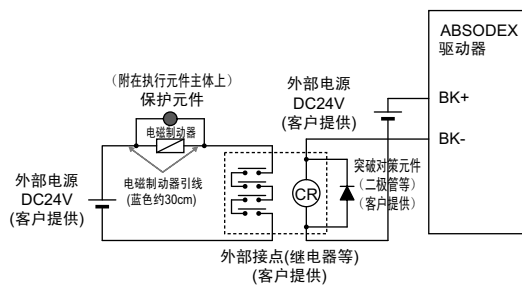 ABSODEX
驱动器
BK+
BK-
外部电源
DC24V
(客户提供)
（附在执行元件主体上）
保护元件
电磁制动器
电磁制动器引线
(蓝色约30cm)
外部电源
DC24V
(客户提供)
CR
突破对策元件
（二极管等）
(客户提供)
外部接点(继电器等)
(客户提供)